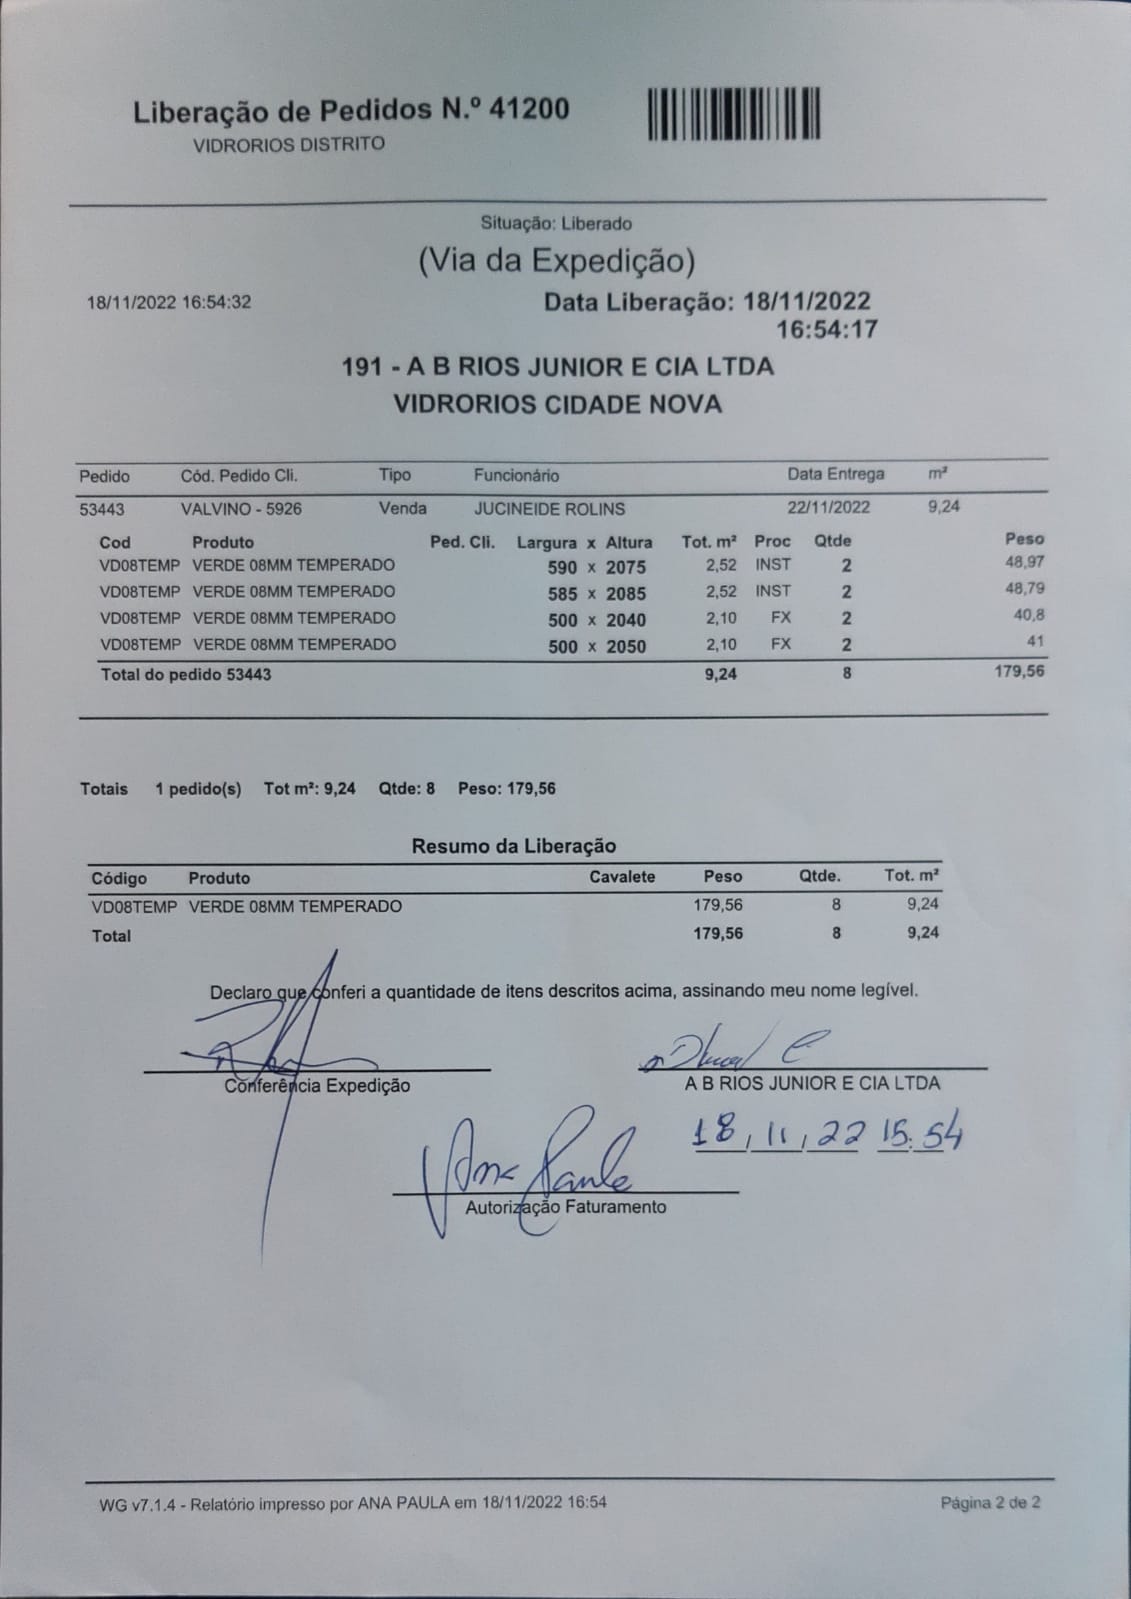 Liberação de Pedidos N.º 41200
VIDRORIOS DISTRITO
Situação: Liberado
(Via da Expedição)
18/11/2022 16:54:32 Data Liberação: 18/11/2022
16:54:17
191 - A B RIOS JUNIOR E CIA LTDA
VIDRORIOS CIDADE NOVA
Pedido Cód. Pedido Cli. Tipo Funcionário Data Entrega m²
53443 VALVINO - 5926 Venda JUCINEIDE ROLINS 22/11/2022 9,24
Cod Produto Ped. Cli. Largura x Altura Tot. m² Proc Qtde Peso
VD08TEMP VERDE 08MM TEMPERADO 590 x 2075 2,52 INST 2 48,97
VD08TEMP VERDE 08MM TEMPERADO 585 x 2085 2,52 INST 2 48,79
VD08TEMP VERDE 08MM TEMPERADO 500 x 2040 2,10 FX 2 40,8
VD08TEMP VERDE 08MM TEMPERADO 500 x 2050 2,10 FX 2 41
Total do pedido 53443 9,24 8 179,56
Totais 1 pedido(s) Tot m²: 9,24 Qtde: 8 Peso: 179,56
Resumo da Liberação
Código Produto Cavalete Peso Qtde. Tot. m²
VD08TEMP VERDE 08MM TEMPERADO 179,56 8 9,24
Total 179,56 8 9,24
Declaro que conferi a quantidade de itens descritos acima, assinando meu nome legível.
Conferência Expedição A B RIOS JUNIOR E CIA LTDA
18/11/22 15:54
Ana Paula
Autorização Faturamento
WG v7.1.4 - Relatório impresso por ANA PAULA em 18/11/2022 16:54 Página 2 de 2